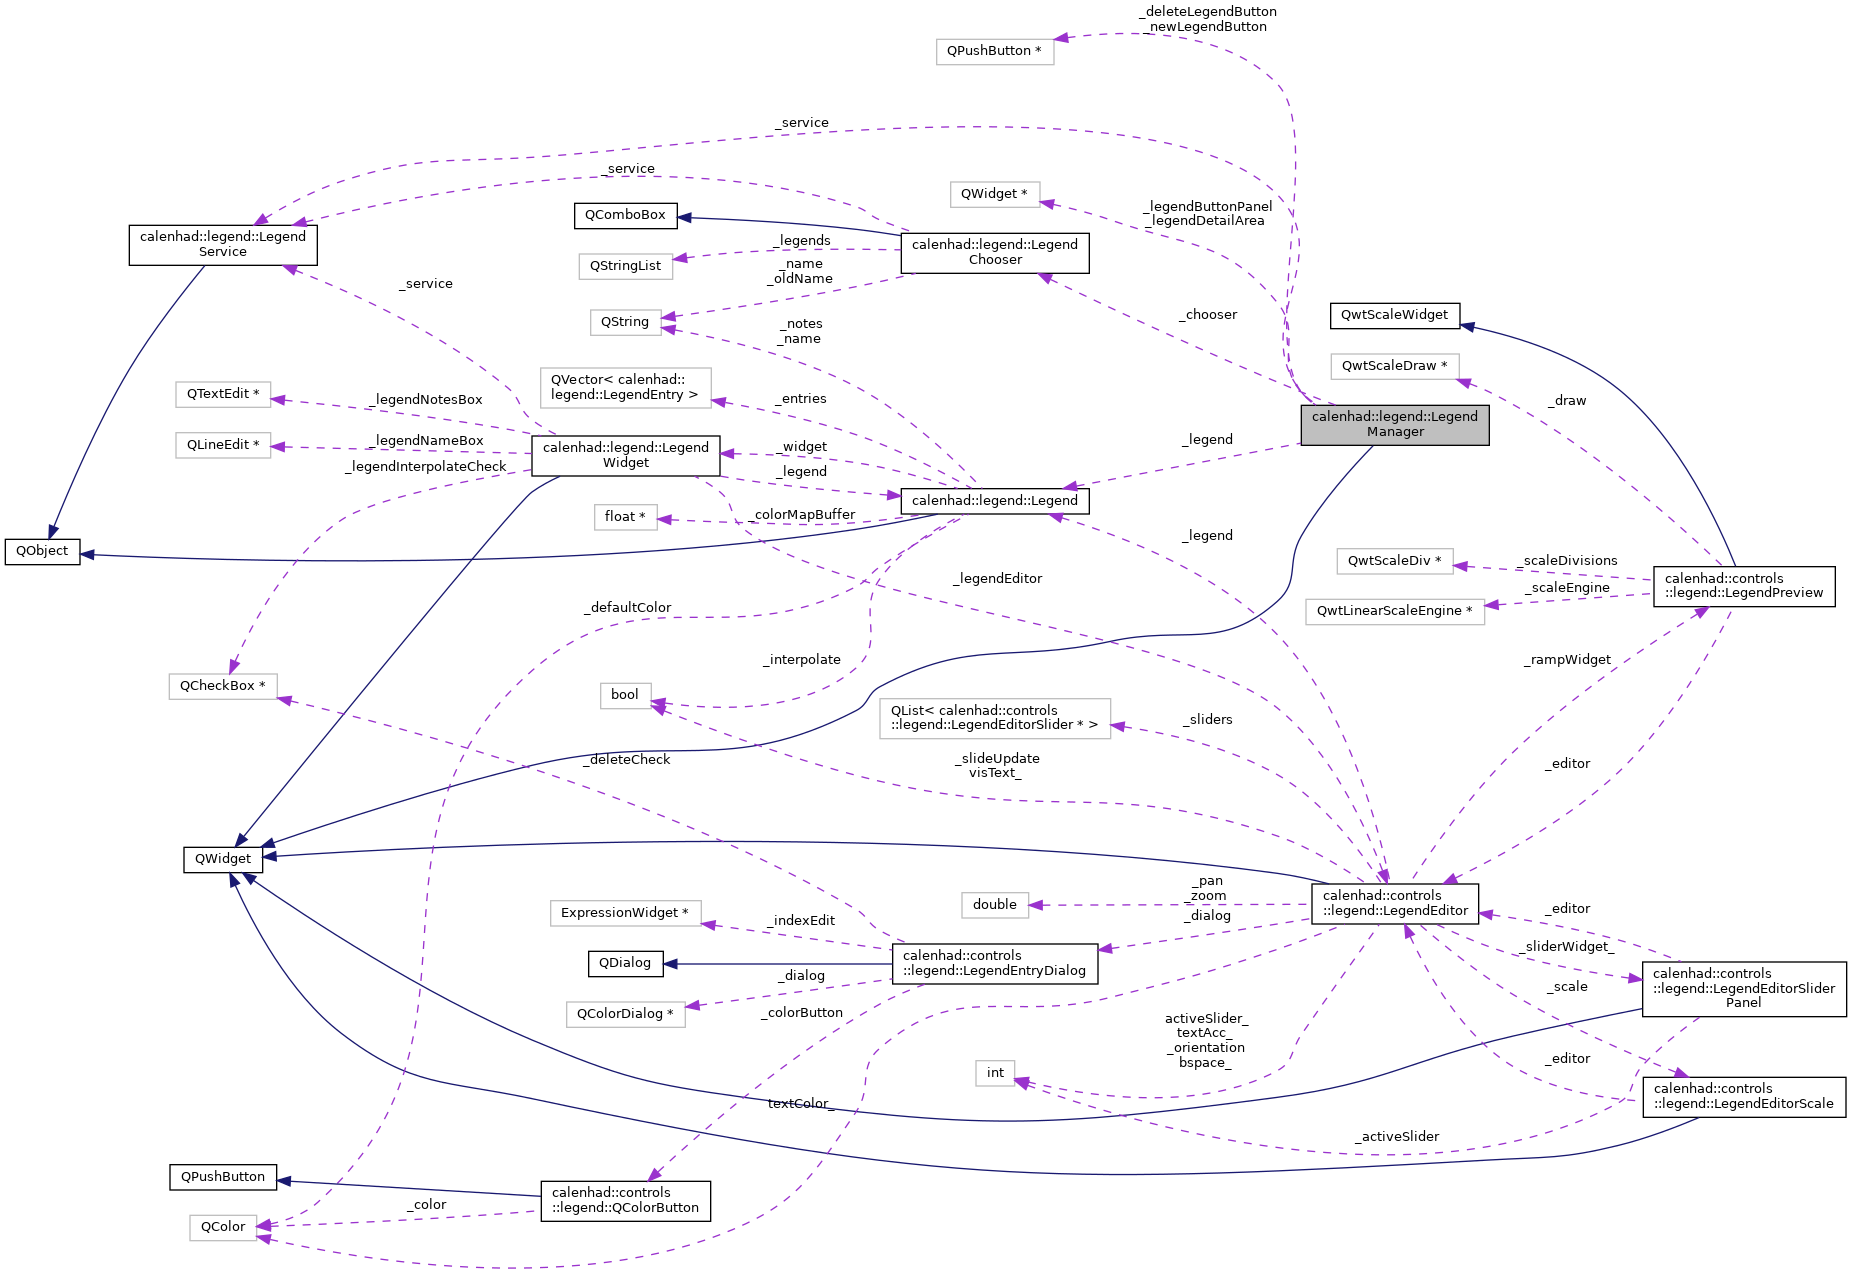 _deleteLegendButton
_newLegendButton
QPushButton *
_service
_service
QWidget *
_legendButtonPanel
_legendDetailArea
QComboBox
calenhad::legend::Legend
Service
calenhad::legend::Legend
Chooser
_legends
QStringList
_name
_oldName
_service
_chooser
QwtScaleWidget
QString
_notes
_name
QwtScaleDraw *
QVector< calenhad::
legend::LegendEntry >
QTextEdit *
_legendNotesBox
_entries
_draw
calenhad::legend::Legend
Manager
QLineEdit *
_legendNameBox
calenhad::legend::Legend
Widget
_widget
_legend
_legendInterpolateCheck
_legend
calenhad::legend::Legend
float *
_colorMapBuffer
_legend
QObject
QwtScaleDiv *
_scaleDivisions
calenhad::controls
::legend::LegendPreview
_legendEditor
_scaleEngine
QwtLinearScaleEngine *
_defaultColor
_interpolate
_rampWidget
QCheckBox *
bool
QList< calenhad::controls
::legend::LegendEditorSlider * >
_sliders
_deleteCheck
_slideUpdate
visText_
_editor
QWidget
_pan
_zoom
double
calenhad::controls
::legend::LegendEditor
_dialog
_editor
ExpressionWidget *
_indexEdit
_sliderWidget_
QDialog
calenhad::controls
::legend::LegendEntryDialog
_dialog
calenhad::controls
::legend::LegendEditorSlider
Panel
_scale
QColorDialog *
_colorButton
activeSlider_
textAcc_
_orientation
bspace_
_editor
int
calenhad::controls
::legend::LegendEditorScale
textColor_
_activeSlider
QPushButton
calenhad::controls
::legend::QColorButton
_color
QColor